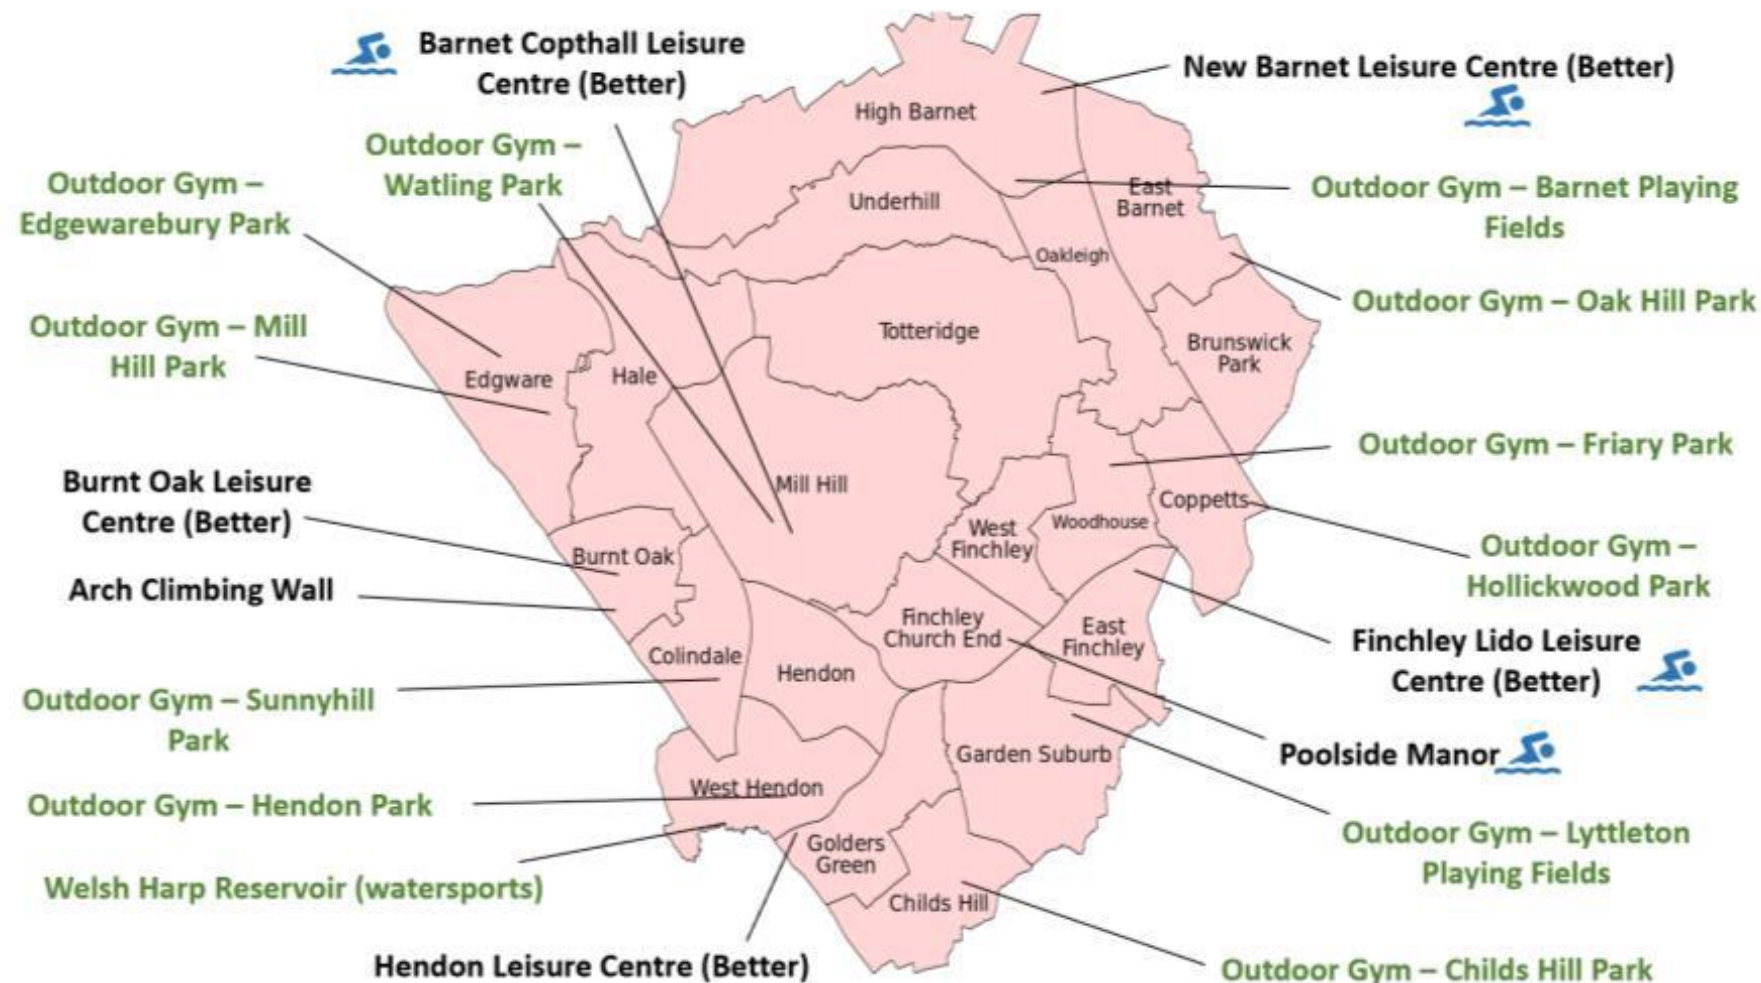 Barnet Copthall Leisure
Centre (Better)
New Barnet Leisure Centre (Better)
High Barnet
Outdoor Gym –
Watling Park
Outdoor Gym –
Edgewarebury Park
Underhill
East
Barnet
Outdoor Gym – Barnet Playing
Fields
Oakleigh
Outdoor Gym – Oak Hill Park
Outdoor Gym – Mill
Hill Park
Totteridge
Brunswick
Park
Edgware
Hale
Outdoor Gym – Friary Park
Burnt Oak Leisure
Centre (Better)
Mill Hill
Coppetts
West
Finchley
Woodhouse
Burnt Oak
Outdoor Gym –
Hollickwood Park
Arch Climbing Wall
Finchley
Church End
East
Finchley
Finchley Lido Leisure
Centre (Better)
Colindale
Hendon
Outdoor Gym – Sunnyhill
Park
Garden Suburb
Poolside Manor
West Hendon
Outdoor Gym – Hendon Park
Golders
Green
Outdoor Gym – Lyttleton
Playing Fields
Welsh Harp Reservoir (watersports)
Childs Hill
Hendon Leisure Centre (Better)
Outdoor Gym – Childs Hill Park